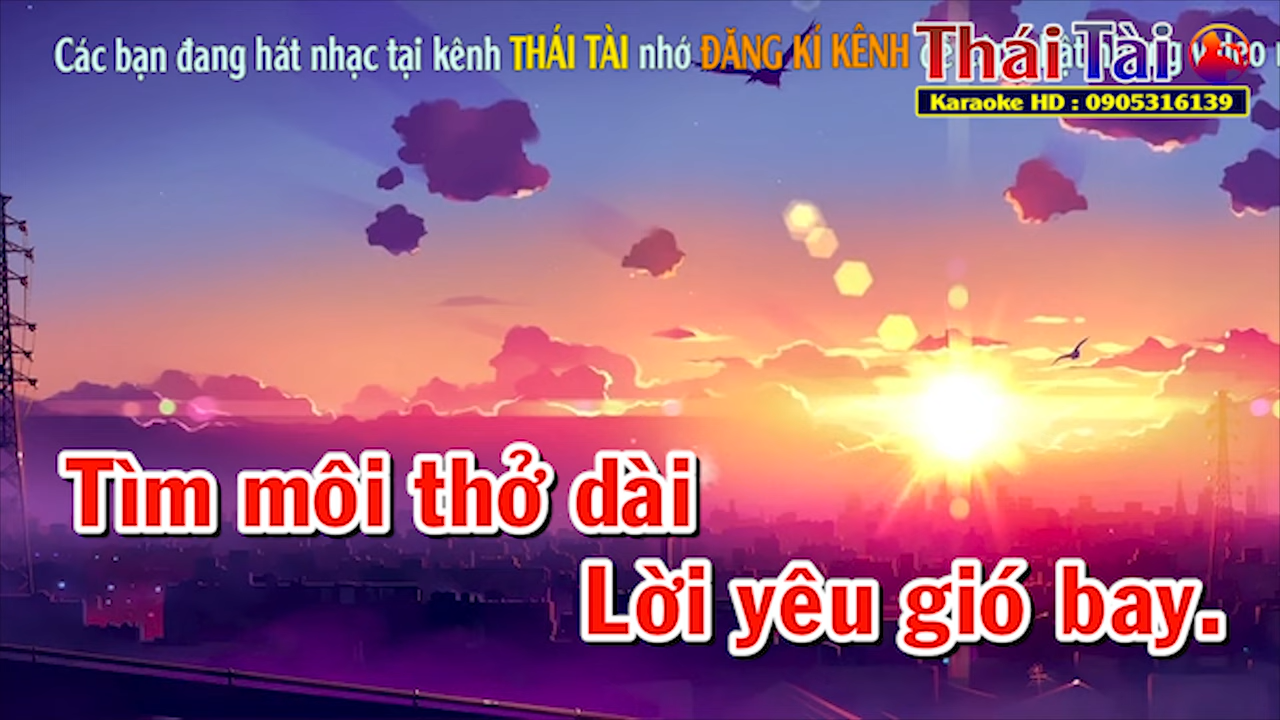 Các bạn đang hát nhạc tại kênh THÁI TÀI nhớ ĐĂNG KÍ KÊNH
Thái Tài
Karaoke HD : 0905316139
Tìm môi thở dài
Lời yêu gió bay.